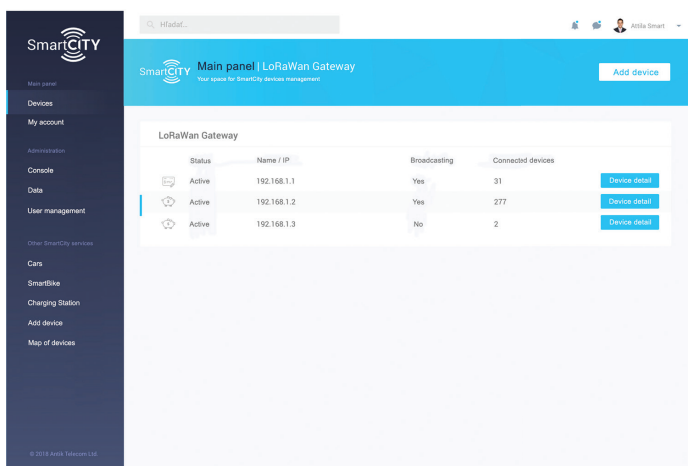 SmartCITY
Main panel
Devices
My account
Administration
Console
Data
User management
Other SmartCity services
Cars
SmartBike
Charging Station
Add device
Map of devices
© 2018 Antik Telecom Ltd.
Hľadat...
Attila Smart
SmartCITY
Main panel | LoRaWan Gateway
Your space for SmartCity devices management
Add device
LoRaWan Gateway
Status Name / IP Broadcasting Connected devices
Active 192.168.1.1 Yes 31 Device detail
Active 192.168.1.2 Yes 277 Device detail
Active 192.168.1.3 No 2 Device detail